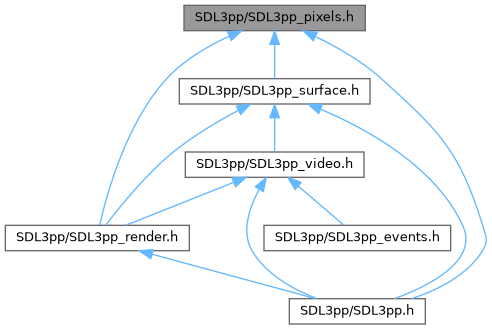 SDL3pp/SDL3pp_pixels.h
SDL3pp/SDL3pp_surface.h
SDL3pp/SDL3pp_video.h
SDL3pp/SDL3pp_render.h
SDL3pp/SDL3pp_events.h
SDL3pp/SDL3pp.h